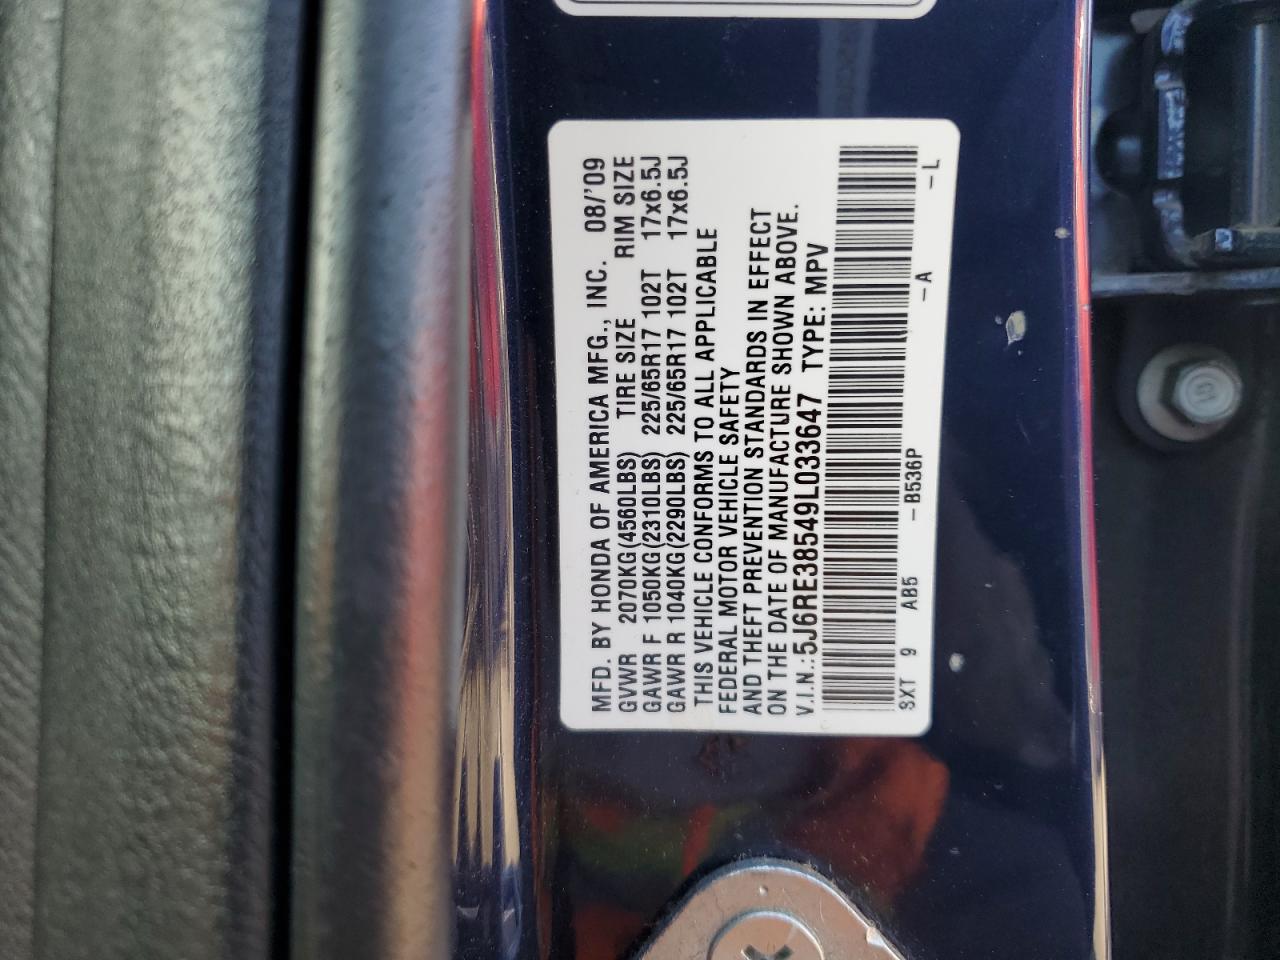 MFD. BY HONDA OF AMERICA MFG., INC. 08/'09
GVWR 2070KG(4560LBS) TIRE SIZE RIM SIZE
GAWR F 1050KG(2310LBS) 225/65R17 102T 17x6.5J
GAWR R 1040KG(2290LBS) 225/65R17 102T 17x6.5J
THIS VEHICLE CONFORMS TO ALL APPLICABLE
FEDERAL MOTOR VEHICLE SAFETY
AND THEFT PREVENTION STANDARDS IN EFFECT
ON THE DATE OF MANUFACTURE SHOWN ABOVE.
V.I.N.:5J6RE38549L033647 TYPE: MPV
SXT 9 AB5 -B536P -A -L